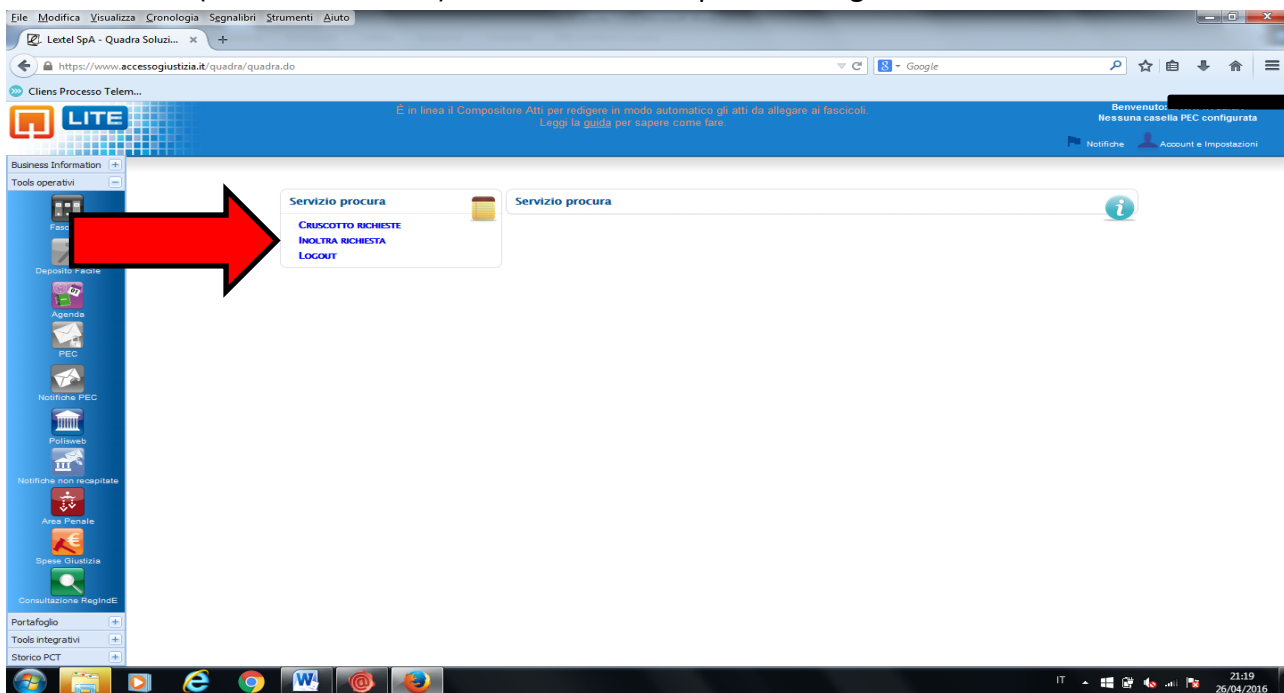 File Modifica Visualizza Cronologia Segnalibri Strumenti Aiuto
Lextel SpA - Quadra Soluzi... × +
https://www.accessogiustizia.it/quadra/quadra.do
8 Google
Cliens Processo Telem...
LITE
È in linea il Compositore Atti per redigere in modo automatico gli atti da allegare ai fascicoli.
Leggi la guida per sapere come fare.
Benvenuto:
Nessuna casella PEC configurata
Notifiche Account e Impostazioni
Business Information +
Tools operativi −
Deposito Facile
Agenda
PEC
Notifiche PEC
Polisweb
Notifiche non recapitate
Area Penale
Spese Giustizia
Consultazione RegIndE
Portafoglio +
Tools integrativi +
Storico PCT +
Servizio procura
CRUSCOTTO RICHIESTE
INOLTRA RICHIESTA
LOGOUT
Servizio procura
i
IT
21:19
26/04/2016